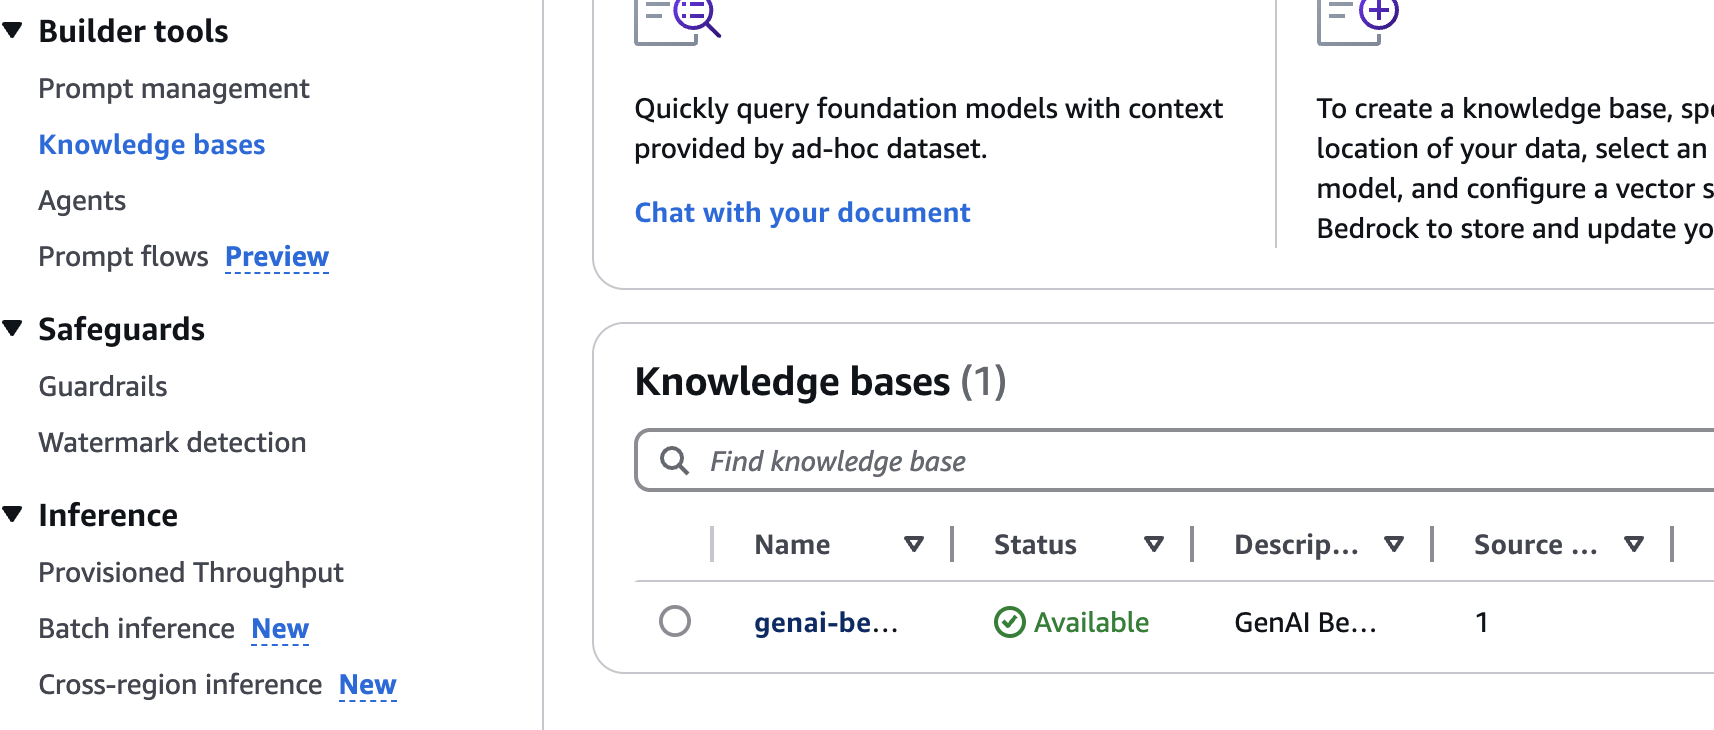 Builder tools
Prompt management
Knowledge bases
Agents
Prompt flows Preview
Safeguards
Guardrails
Watermark detection
Inference
Provisioned Throughput
Batch inference New
Cross-region inference New
Quickly query foundation models with context
provided by ad-hoc dataset.
Chat with your document
To create a knowledge base, spe
location of your data, select an
model, and configure a vector s
Bedrock to store and update yo
Knowledge bases (1)
Find knowledge base
Name Status Descrip... Source ...
genai-be... Available GenAI Be... 1